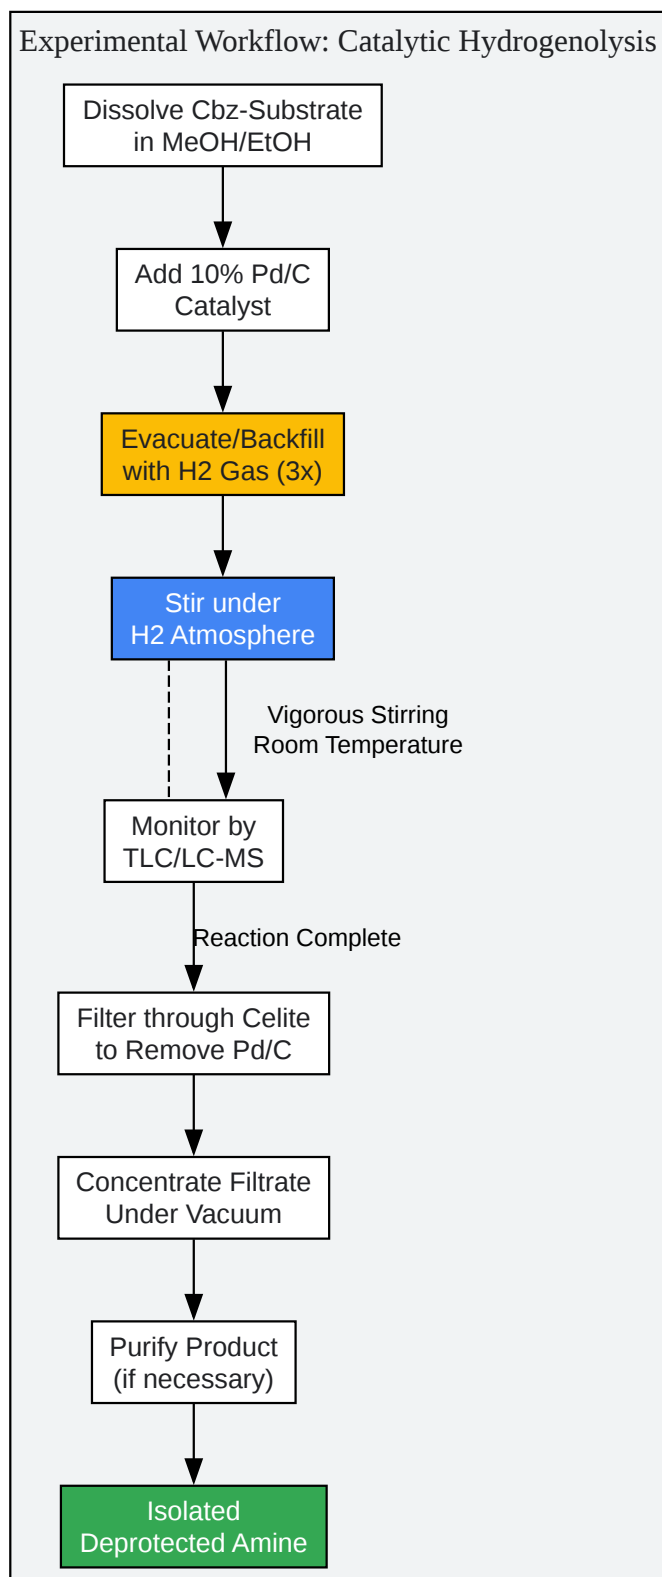 Experimental Workflow: Catalytic Hydrogenolysis
Dissolve Cbz-Substrate
in MeOH/EtOH
Add 10% Pd/C
Catalyst
Evacuate/Backfill
with H2 Gas (3x)
Stir under
H2 Atmosphere
Vigorous Stirring
Room Temperature
Monitor by
TLC/LC-MS
Reaction Complete
Filter through Celite
to Remove Pd/C
Concentrate Filtrate
Under Vacuum
Purify Product
(if necessary)
Isolated
Deprotected Amine